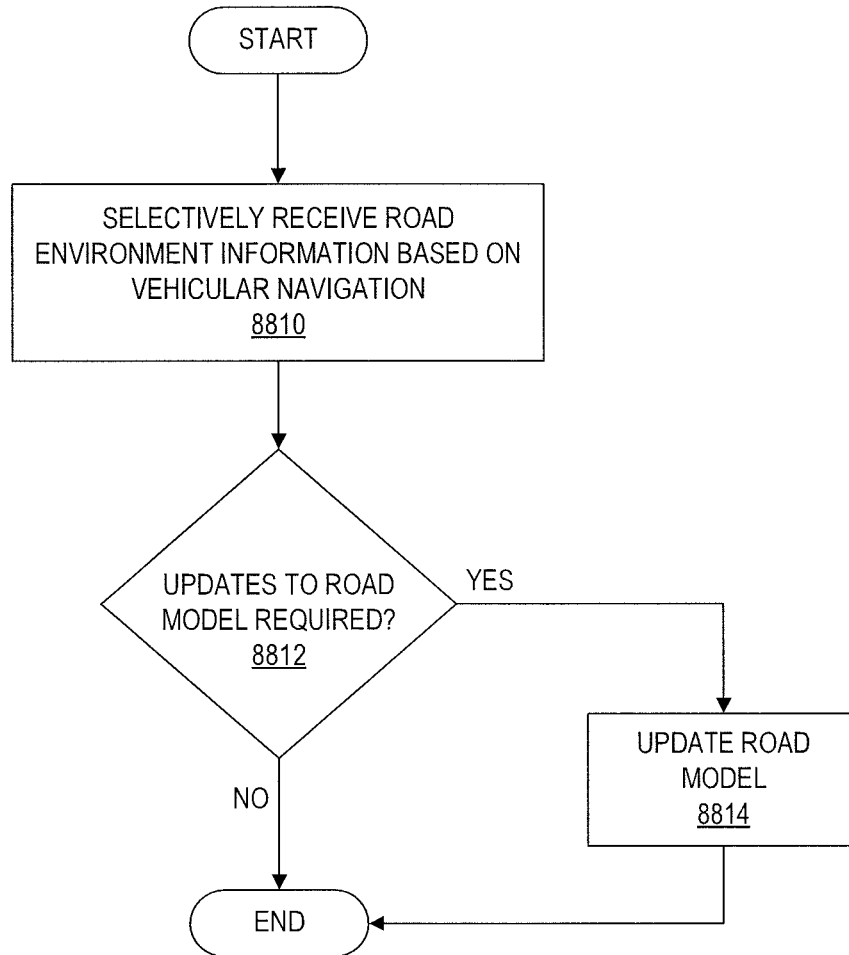 START
SELECTIVELY RECEIVE ROAD
ENVIRONMENT INFORMATION BASED ON
VEHICULAR NAVIGATION
8810
UPDATES TO ROAD
MODEL REQUIRED?
8812
YES
UPDATE ROAD
MODEL
8814
NO
END